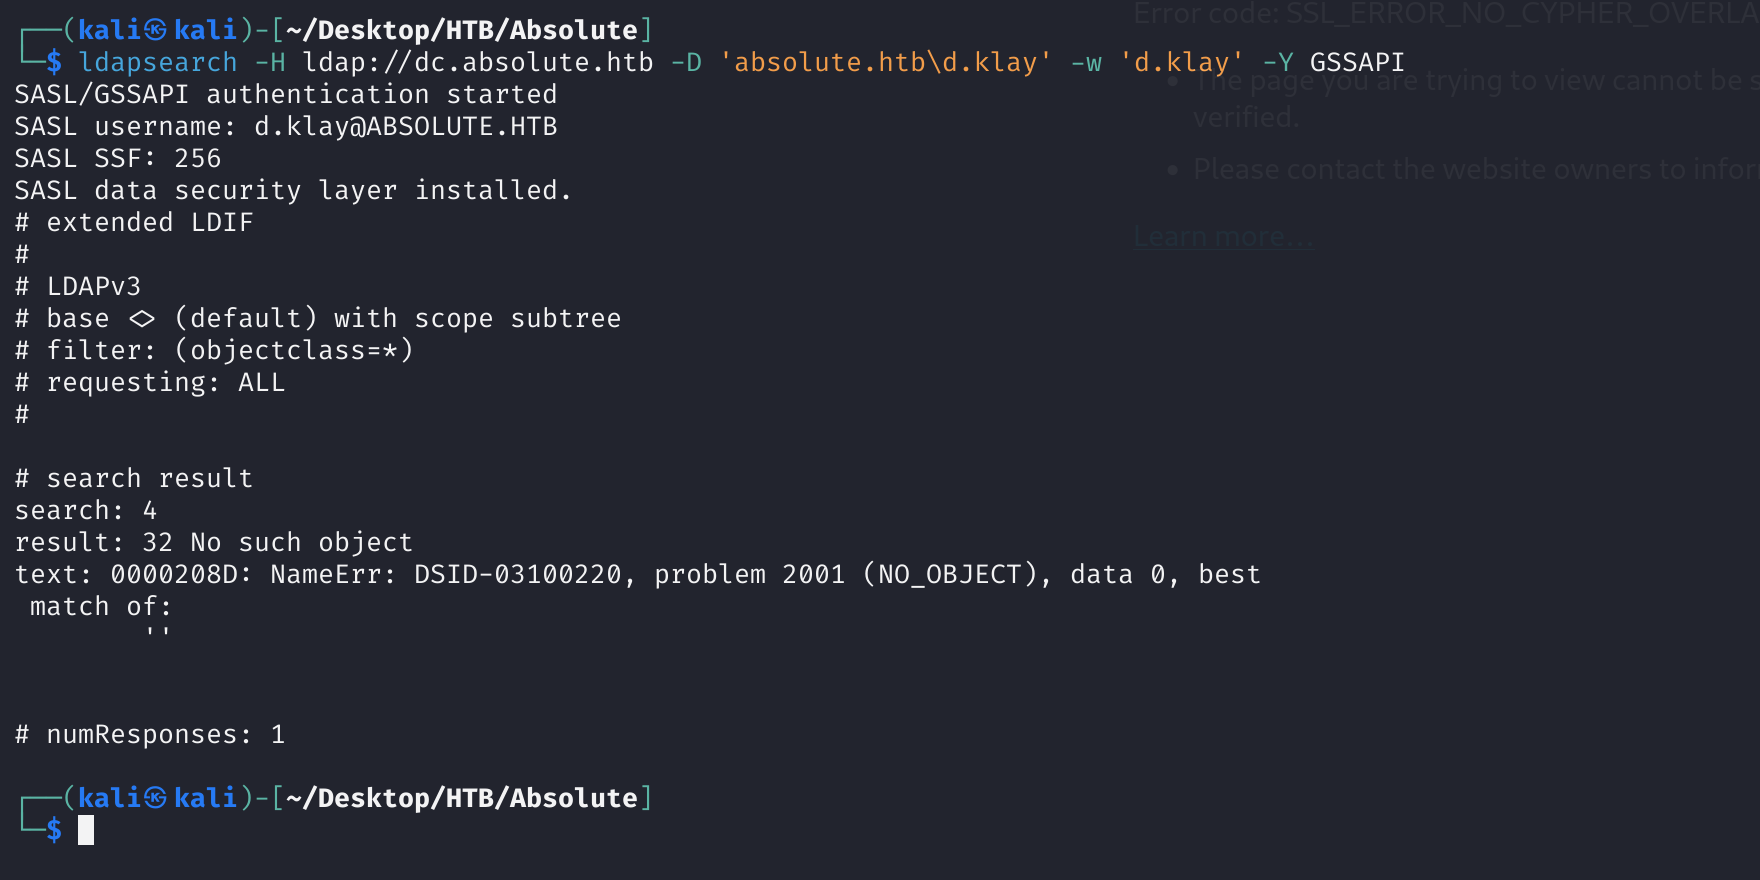 ┌──(kali㉿kali)-[~/Desktop/HTB/Absolute]
└─$ ldapsearch -H ldap://dc.absolute.htb -D 'absolute.htb\d.klay' -w 'd.klay' -Y GSSAPI
SASL/GSSAPI authentication started
SASL username: d.klay@ABSOLUTE.HTB
SASL SSF: 256
SASL data security layer installed.
# extended LDIF
#
# LDAPv3
# base <> (default) with scope subtree
# filter: (objectclass=*)
# requesting: ALL
#
# search result
search: 4
result: 32 No such object
text: 0000208D: NameErr: DSID-03100220, problem 2001 (NO_OBJECT), data 0, best
 match of:
        ''
# numResponses: 1
┌──(kali㉿kali)-[~/Desktop/HTB/Absolute]
└─$
Error code: SSL_ERROR_NO_CYPHER_OVERLA
• The page you are trying to view cannot be s
verified.
• Please contact the website owners to infor
Learn more…